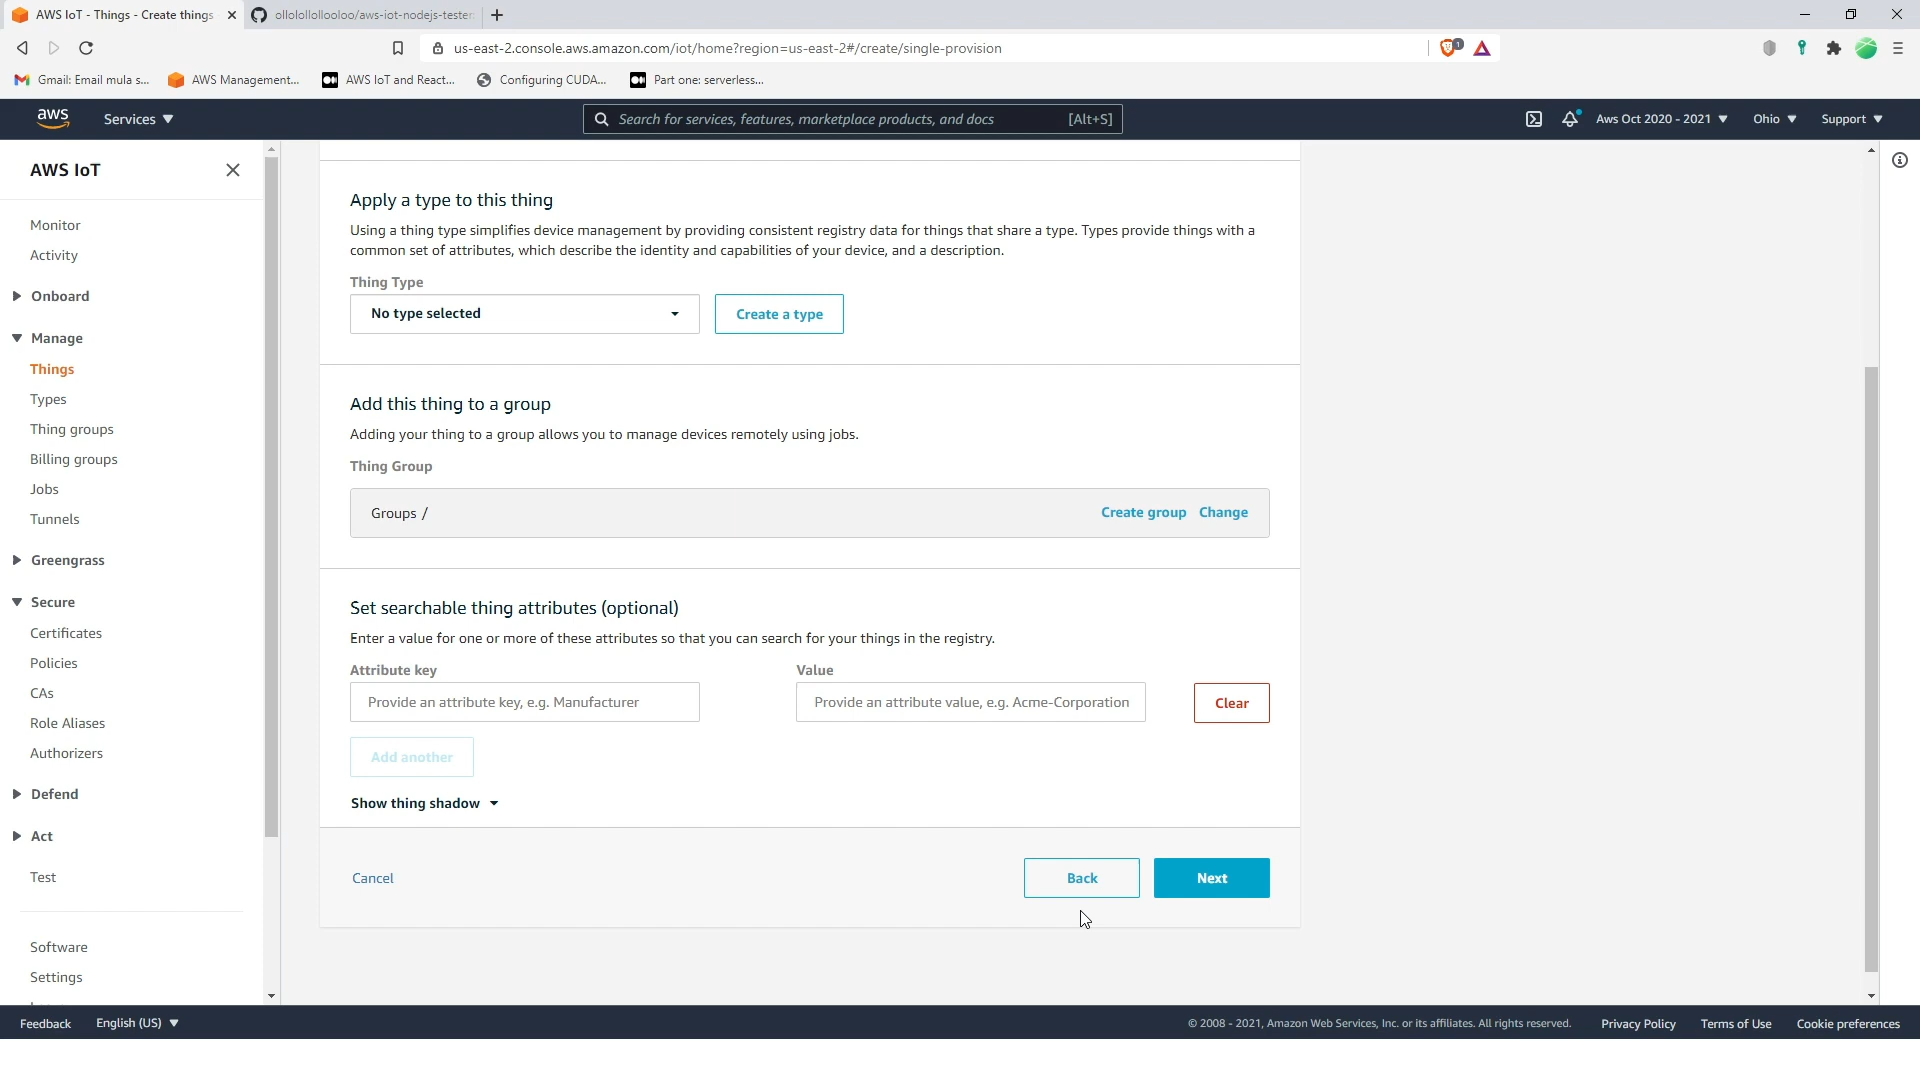 AWS IoT - Things - Create things
ollolollollooloo/aws-iot-nodejs-tester
us-east-2.console.aws.amazon.com/iot/home?region=us-east-2#/create/single-provision
1
Gmail: Email mula s...
AWS Management...
AWS IoT and React...
Configuring CUDA...
Part one: serverless...
aws
Services
Search for services, features, marketplace products, and docs
[Alt+S]
Aws Oct 2020 - 2021
Ohio
Support
AWS IoT
Monitor
Activity
Onboard
Manage
Things
Types
Thing groups
Billing groups
Jobs
Tunnels
Greengrass
Secure
Certificates
Policies
CAs
Role Aliases
Authorizers
Defend
Act
Test
Software
Settings
Apply a type to this thing
Using a thing type simplifies device management by providing consistent registry data for things that share a type. Types provide things with a
common set of attributes, which describe the identity and capabilities of your device, and a description.
Thing Type
No type selected
Create a type
Add this thing to a group
Adding your thing to a group allows you to manage devices remotely using jobs.
Thing Group
Groups /
Create group
Change
Set searchable thing attributes (optional)
Enter a value for one or more of these attributes so that you can search for your things in the registry.
Attribute key
Value
Provide an attribute key, e.g. Manufacturer
Provide an attribute value, e.g. Acme-Corporation
Clear
Add another
Show thing shadow
Cancel
Back
Next
Feedback
English (US)
© 2008 - 2021, Amazon Web Services, Inc. or its affiliates. All rights reserved.
Privacy Policy
Terms of Use
Cookie preferences